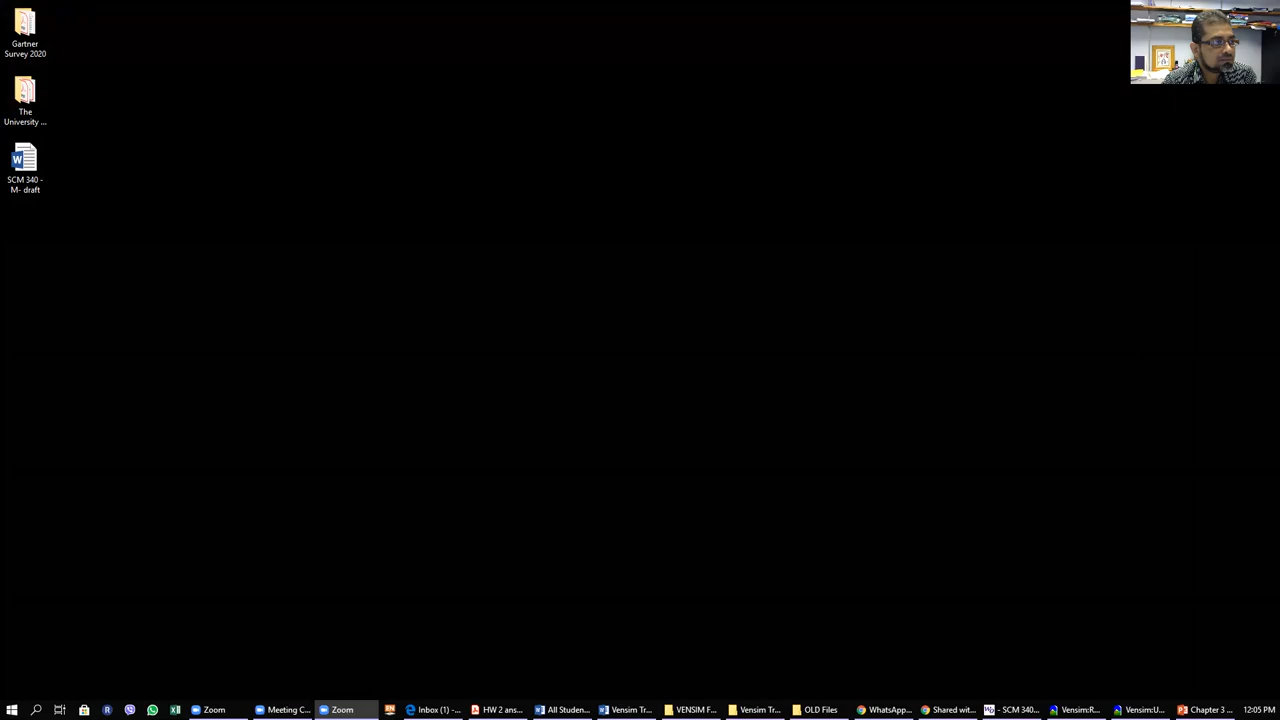 Gartner
Survey 2020
The
University ...
SCM 340 -
M- draft
Zoom
Meeting C...
Zoom
Inbox (1) -...
HW 2 ans...
All Studen...
Vensim Tr...
VENSIM F...
Vensim Tr...
OLD Files
WhatsApp...
Shared wit...
- SCM 340...
Vensim:R...
Vensim:U...
Chapter 3 ...
12:05 PM